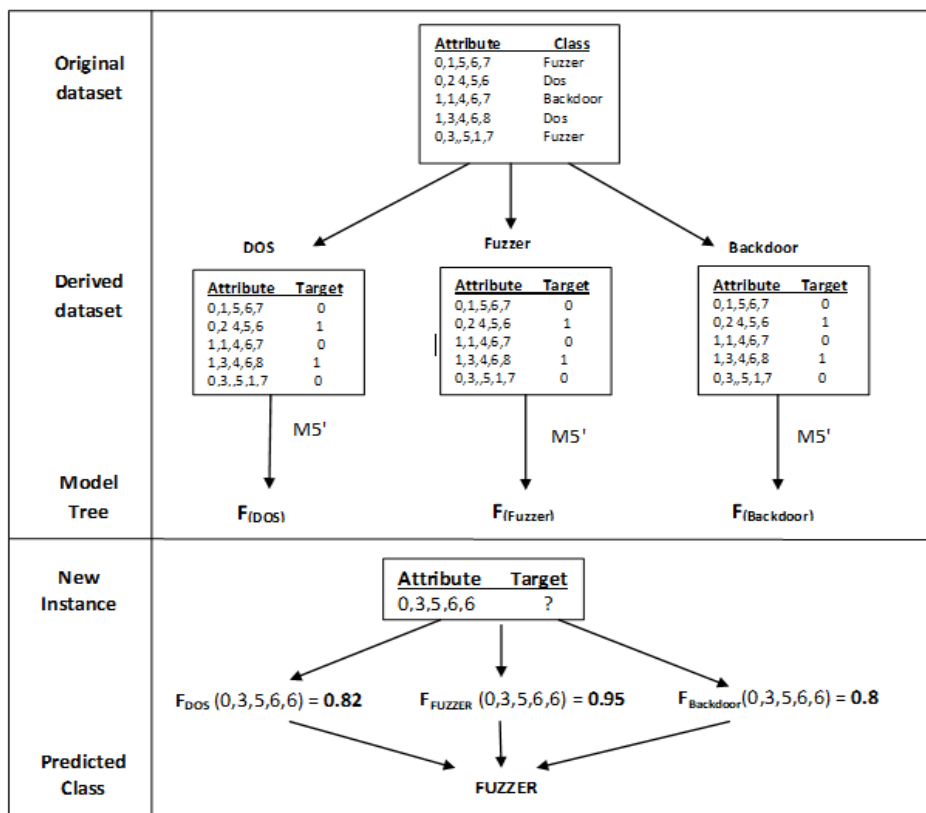 Original
dataset
Attribute Class
0,1,5,6,7 Fuzzer
0,2 4,5,6 Dos
1,1,4,6,7 Backdoor
1,3,4,6,8 Dos
0,3,,5,1,7 Fuzzer
DOS Fuzzer Backdoor
Derived
dataset
Attribute Target
0,1,5,6,7 0
0,2 4,5,6 1
1,1,4,6,7 0
1,3,4,6,8 1
0,3,,5,1,7 0
Attribute Target
0,1,5,6,7 0
0,2 4,5,6 1
1,1,4,6,7 0
1,3,4,6,8 1
0,3,,5,1,7 0
Attribute Target
0,1,5,6,7 0
0,2 4,5,6 1
1,1,4,6,7 0
1,3,4,6,8 1
0,3,,5,1,7 0
M5' M5' M5'
Model
Tree
F(DOS) F(Fuzzer) F(Backdoor)
New
Instance
Attribute Target
0,3,5,6,6 ?
FDOS (0,3,5,6,6) = 0.82 FFUZZER (0,3,5,6,6) = 0.95 FBackdoor(0,3,5,6,6) = 0.8
Predicted
Class
FUZZER